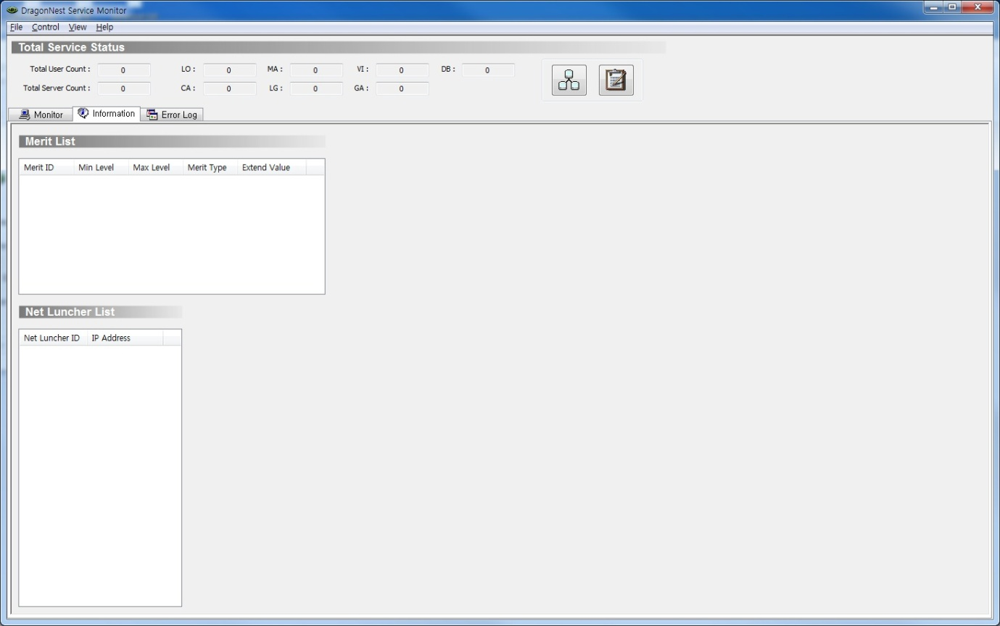 DragonNest Service Monitor
File Control View Help
Total Service Status
Total User Count : 0 LO : 0 MA : 0 VI : 0 DB : 0
Total Server Count : 0 CA : 0 LG : 0 GA : 0
Monitor Information Error Log
Merit List
Merit ID Min Level Max Level Merit Type Extend Value
Net Luncher List
Net Luncher ID IP Address